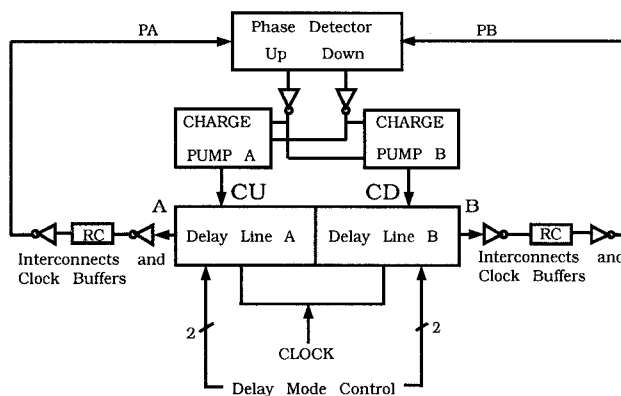 PA
Phase Detector
PB
Up Down
CHARGE
PUMP A
CHARGE
PUMP B
CU
CD
A
B
RC
Delay Line A
Delay Line B
RC
Interconnects and
Clock Buffers
Interconnects and
Clock Buffers
2
2
CLOCK
Delay Mode Control